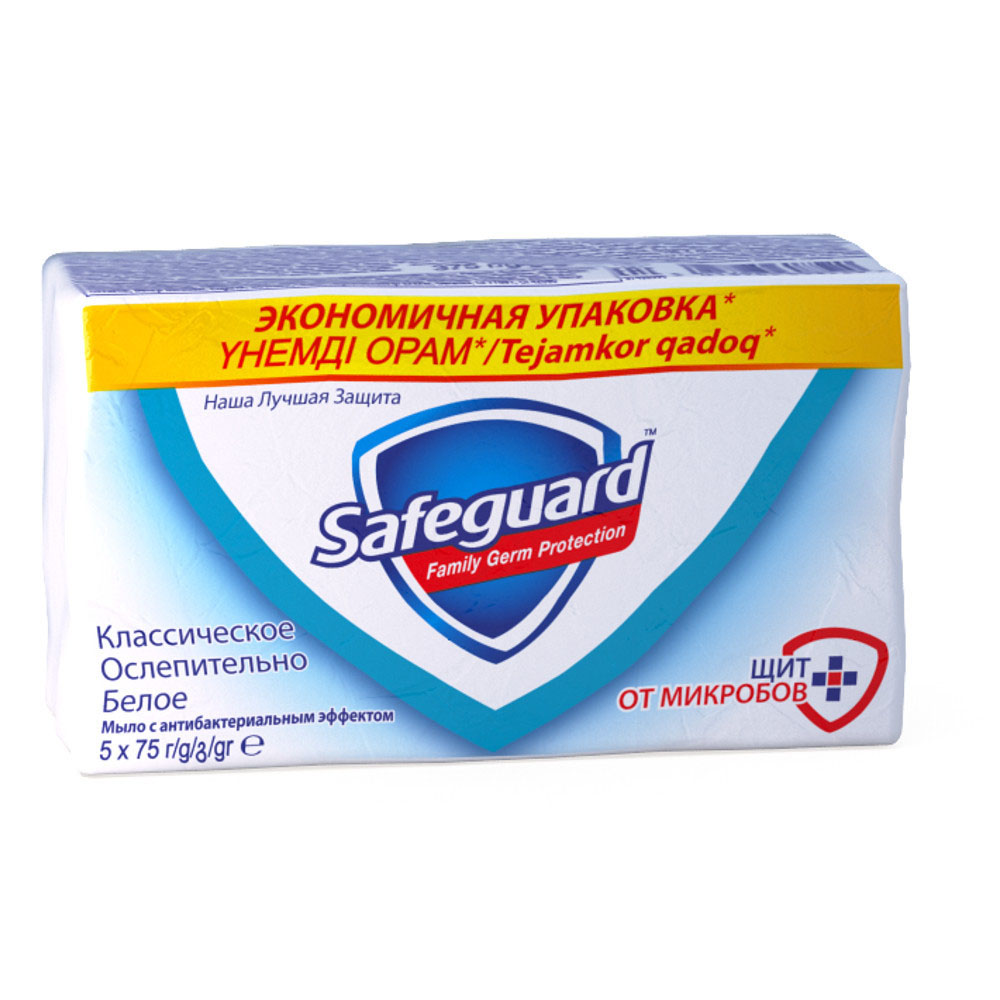 ЭКОНОМИЧНАЯ УПАКОВКА*
ҮНЕМДІ ОРАМ*/Tejamkor qadoq*
Наша Лучшая Защита
Safeguard™
Family Germ Protection
Классическое
Ослепительно
Белое
Мыло с антибактериальным эффектом
5 x 75 г/g/გ/gr ℮
ЩИТ
ОТ МИКРОБОВ